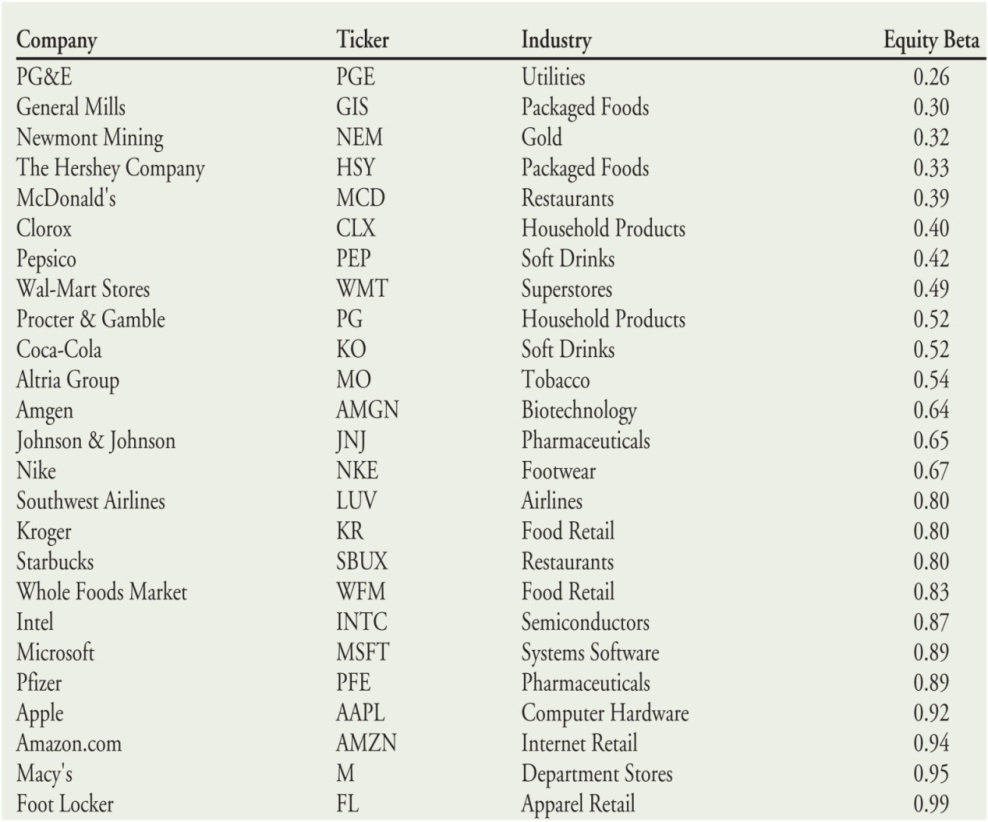 Company Ticker Industry Equity Beta
PG&E PGE Utilities 0.26
General Mills GIS Packaged Foods 0.30
Newmont Mining NEM Gold 0.32
The Hershey Company HSY Packaged Foods 0.33
McDonald's MCD Restaurants 0.39
Clorox CLX Household Products 0.40
Pepsico PEP Soft Drinks 0.42
Wal-Mart Stores WMT Superstores 0.49
Procter & Gamble PG Household Products 0.52
Coca-Cola KO Soft Drinks 0.52
Altria Group MO Tobacco 0.54
Amgen AMGN Biotechnology 0.64
Johnson & Johnson JNJ Pharmaceuticals 0.65
Nike NKE Footwear 0.67
Southwest Airlines LUV Airlines 0.80
Kroger KR Food Retail 0.80
Starbucks SBUX Restaurants 0.80
Whole Foods Market WFM Food Retail 0.83
Intel INTC Semiconductors 0.87
Microsoft MSFT Systems Software 0.89
Pfizer PFE Pharmaceuticals 0.89
Apple AAPL Computer Hardware 0.92
Amazon.com AMZN Internet Retail 0.94
Macy's M Department Stores 0.95
Foot Locker FL Apparel Retail 0.99